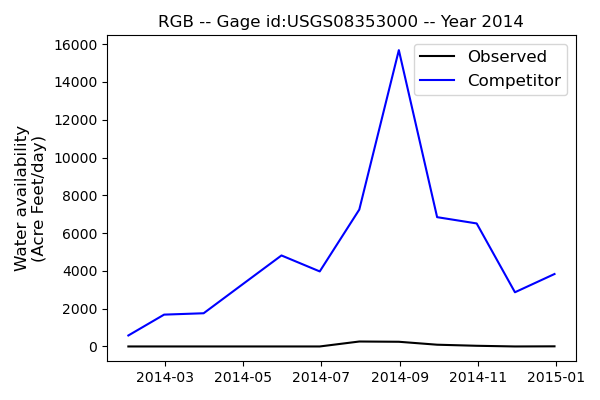 RGB -- Gage id:USGS08353000 -- Year 2014
Water availability
(Acre Feet/day)
16000
14000
12000
10000
8000
6000
4000
2000
0
Observed
Competitor
2014-03 2014-05 2014-07 2014-09 2014-11 2015-01